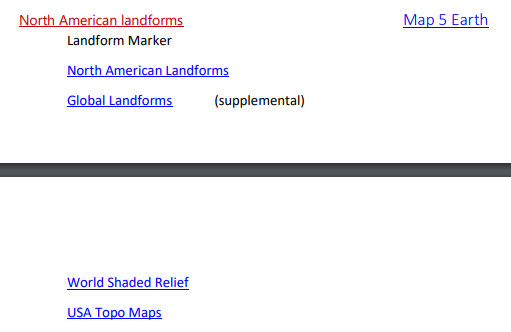 North American landforms Map 5 Earth
Landform Marker
North American Landforms
Global Landforms (supplemental)
World Shaded Relief
USA Topo Maps